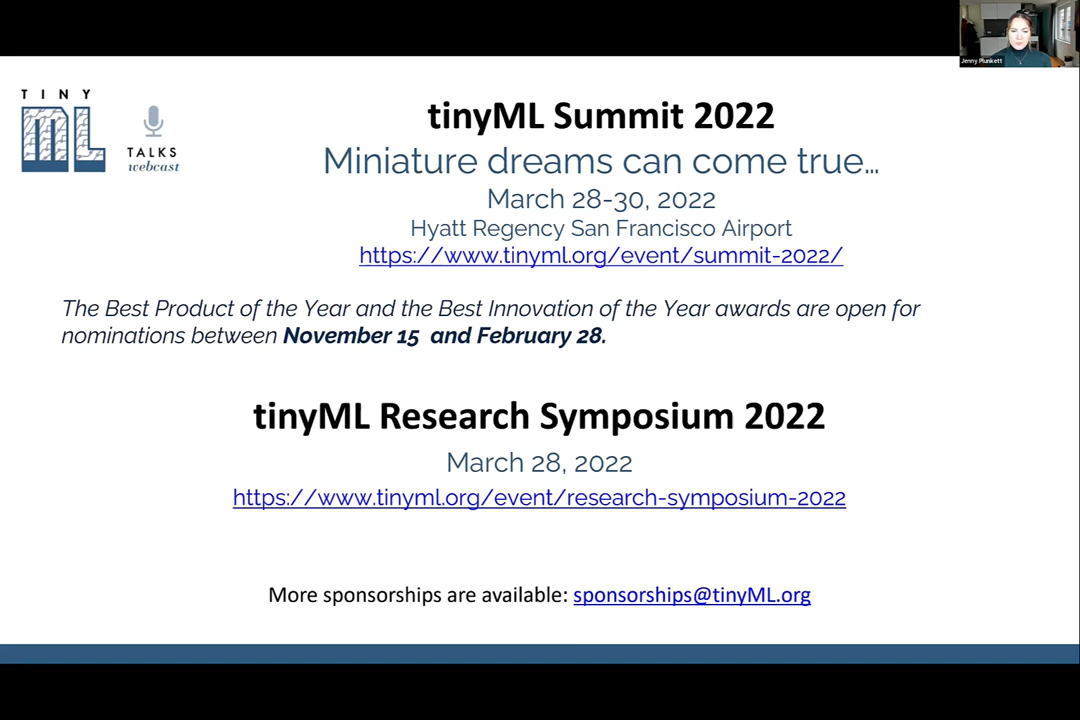 Jenny Plunkett
TINY
ML
TALKS
webcast
tinyML Summit 2022
Miniature dreams can come true...
March 28-30, 2022
Hyatt Regency San Francisco Airport
https://www.tinyml.org/event/summit-2022/
The Best Product of the Year and the Best Innovation of the Year awards are open for
nominations between November 15 and February 28.
tinyML Research Symposium 2022
March 28, 2022
https://www.tinyml.org/event/research-symposium-2022
More sponsorships are available: sponsorships@tinyML.org